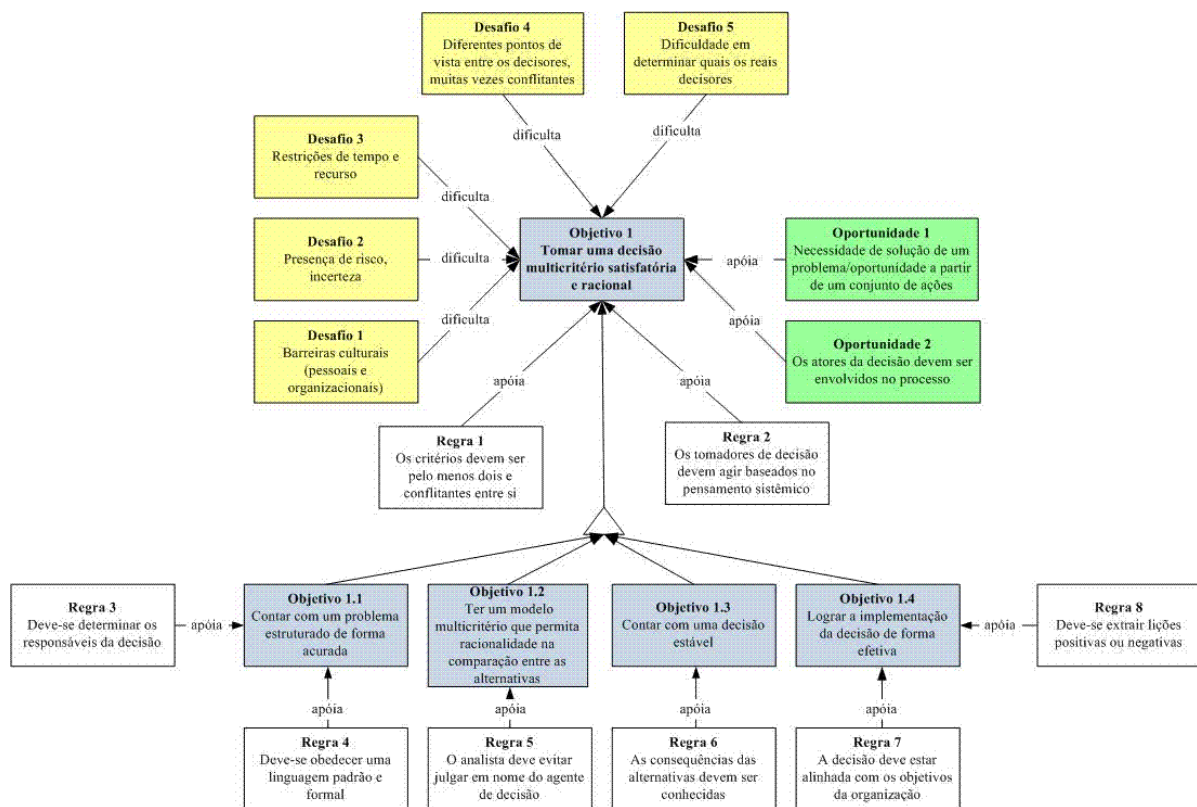 Desafio 4
Diferentes pontos de
vista entre os decisores,
muitas vezes conflitantes
Desafio 5
Dificuldade em
determinar quais os reais
decisores
dificulta
dificulta
Desafio 3
Restrições de tempo e
recurso
dificulta
Desafio 2
Presença de risco,
incerteza
dificulta
Desafio 1
Barreiras culturais
(pessoais e
organizacionais)
dificulta
Objetivo 1
Tomar uma decisão
multicritério satisfatória
e racional
Oportunidade 1
Necessidade de solução de um
problema/oportunidade a partir
de um conjunto de ações
apóia
Oportunidade 2
Os atores da decisão devem ser
envolvidos no processo
apóia
apóia
apóia
Regra 1
Os critérios devem ser
pelo menos dois e
conflitantes entre si
Regra 2
Os tomadores de decisão
devem agir baseados no
pensamento sistêmico
Regra 3
Deve-se determinar os
responsáveis da decisão
apóia
Objetivo 1.1
Contar com um problema
estruturado de forma
acurada
Objetivo 1.2
Ter um modelo
multicritério que permita
racionalidade na
comparação entre as
alternativas
Objetivo 1.3
Contar com uma decisão
estável
Objetivo 1.4
Lograr a implementação
da decisão de forma
efetiva
apóia
Regra 8
Deve-se extrair lições
positivas ou negativas
apóia
apóia
apóia
apóia
Regra 4
Deve-se obedecer uma
linguagem padrão e
formal
Regra 5
O analista deve evitar
julgar em nome do agente
de decisão
Regra 6
As consequências das
alternativas devem ser
conhecidas
Regra 7
A decisão deve estar
alinhada com os objetivos
da organização